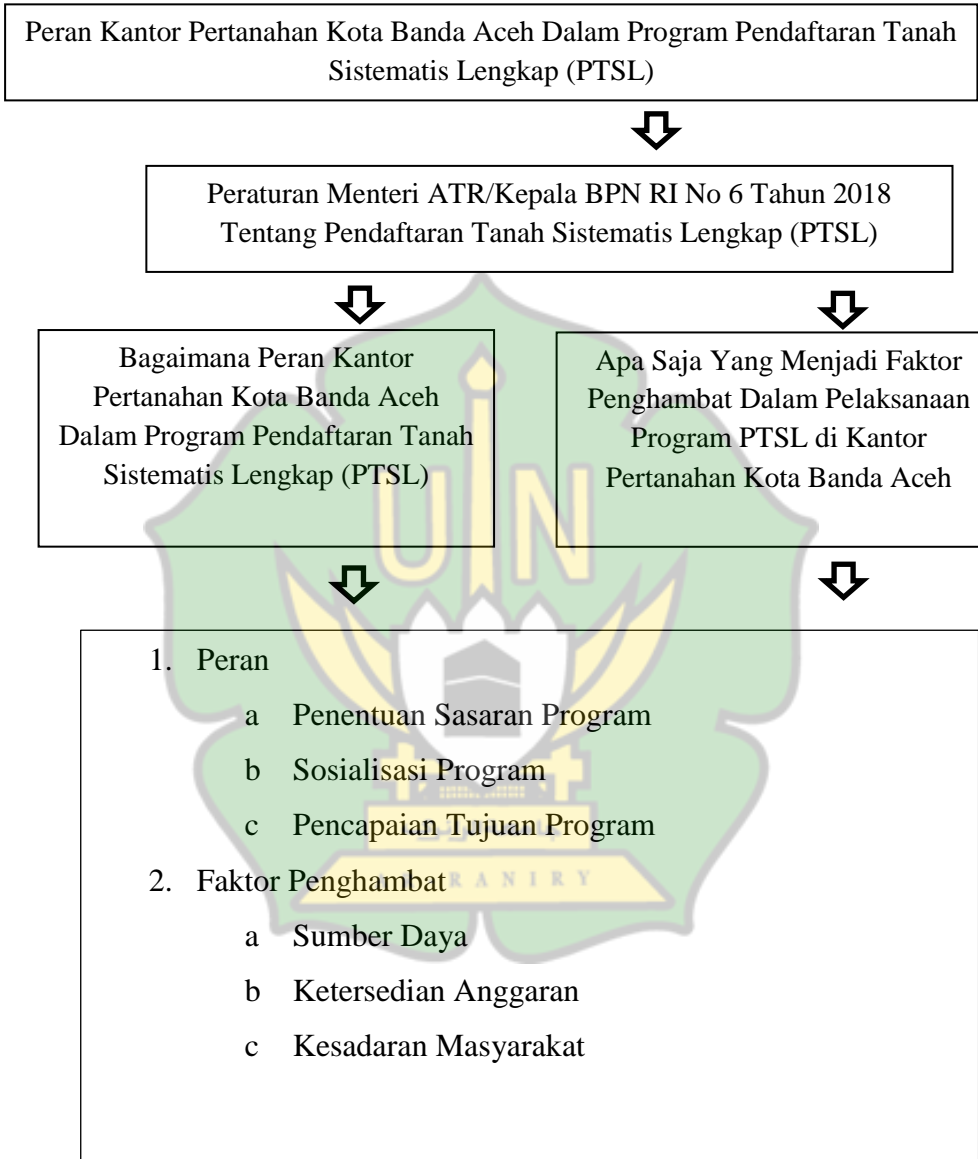 Peran Kantor Pertanahan Kota Banda Aceh Dalam Program Pendaftaran Tanah
Sistematis Lengkap (PTSL)
Peraturan Menteri ATR/Kepala BPN RI No 6 Tahun 2018
Tentang Pendaftaran Tanah Sistematis Lengkap (PTSL)
Bagaimana Peran Kantor
Pertanahan Kota Banda Aceh
Dalam Program Pendaftaran Tanah
Sistematis Lengkap (PTSL)
Apa Saja Yang Menjadi Faktor
Penghambat Dalam Pelaksanaan
Program PTSL di Kantor
Pertanahan Kota Banda Aceh
UIN
1. Peran
a Penentuan Sasaran Program
b Sosialisasi Program
c Pencapaian Tujuan Program
2. Faktor Penghambat
RANIRY
a Sumber Daya
b Ketersedian Anggaran
c Kesadaran Masyarakat